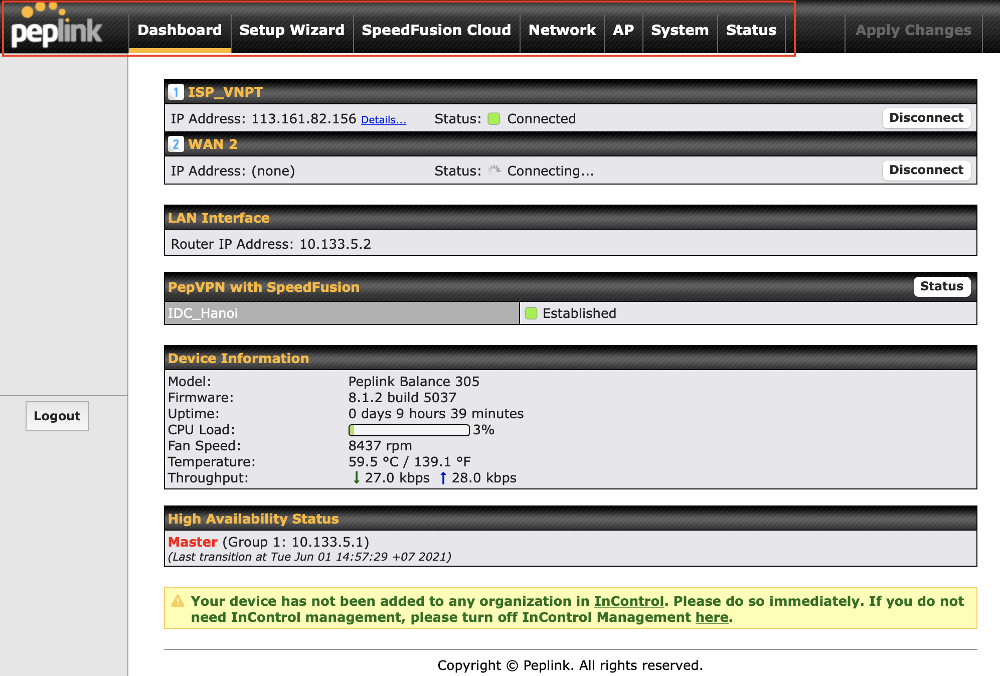 peplink
Dashboard Setup Wizard SpeedFusion Cloud Network AP System Status Apply Changes
1 ISP_VNPT
IP Address: 113.161.82.156 Details... Status: Connected Disconnect
2 WAN 2
IP Address: (none) Status: Connecting... Disconnect
LAN Interface
Router IP Address: 10.133.5.2
PepVPN with SpeedFusion Status
IDC_Hanoi Established
Device Information
Model: Peplink Balance 305
Firmware: 8.1.2 build 5037
Uptime: 0 days 9 hours 39 minutes
Logout
CPU Load: 3%
Fan Speed: 8437 rpm
Temperature: 59.5 °C / 139.1 °F
Throughput: ↓ 27.0 kbps ↑ 28.0 kbps
High Availability Status
Master (Group 1: 10.133.5.1)
(Last transition at Tue Jun 01 14:57:29 +07 2021)
Your device has not been added to any organization in InControl. Please do so immediately. If you do not
need InControl management, please turn off InControl Management here.
Copyright © Peplink. All rights reserved.